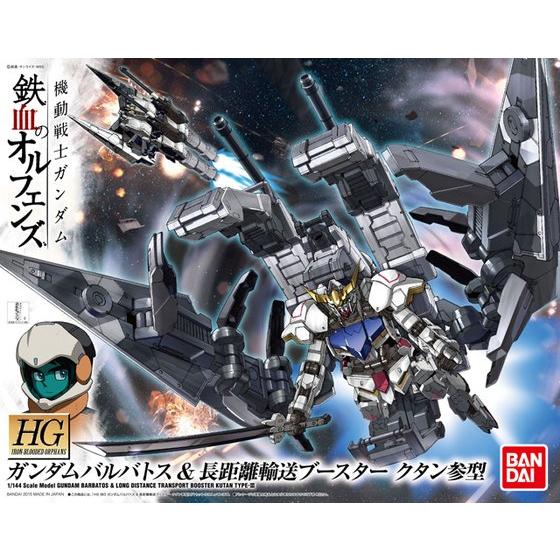 機動戦士ガンダム
鉄血のオルフェンズ
HG
IRON-BLOODED ORPHANS
ガンダムバルバトス & 長距離輸送ブースター クタン参型
1/144 Scale Model GUNDAM BARBATOS & LONG DISTANCE TRANSPORT BOOSTER KUTAN TYPE-Ⅲ
BANDAI 2015 MADE IN JAPAN
BAN
DAI